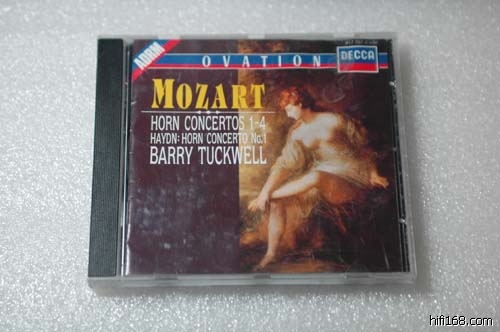 ADRM
OVATION
DECCA
MOZART
HORN CONCERTOS 1-4
HAYDN: HORN CONCERTO No.1
BARRY TUCKWELL
hifi168.com